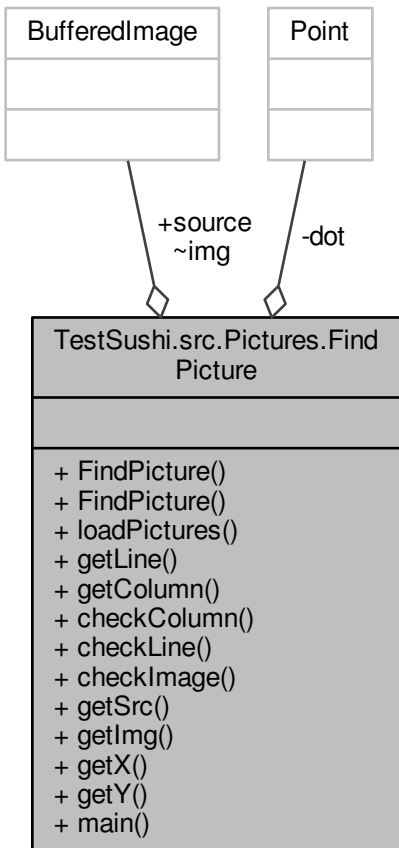 BufferedImage
Point
+source
~img
-dot
TestSushi.src.Pictures.Find
Picture
+ FindPicture()
+ FindPicture()
+ loadPictures()
+ getLine()
+ getColumn()
+ checkColumn()
+ checkLine()
+ checkImage()
+ getSrc()
+ getImg()
+ getX()
+ getY()
+ main()